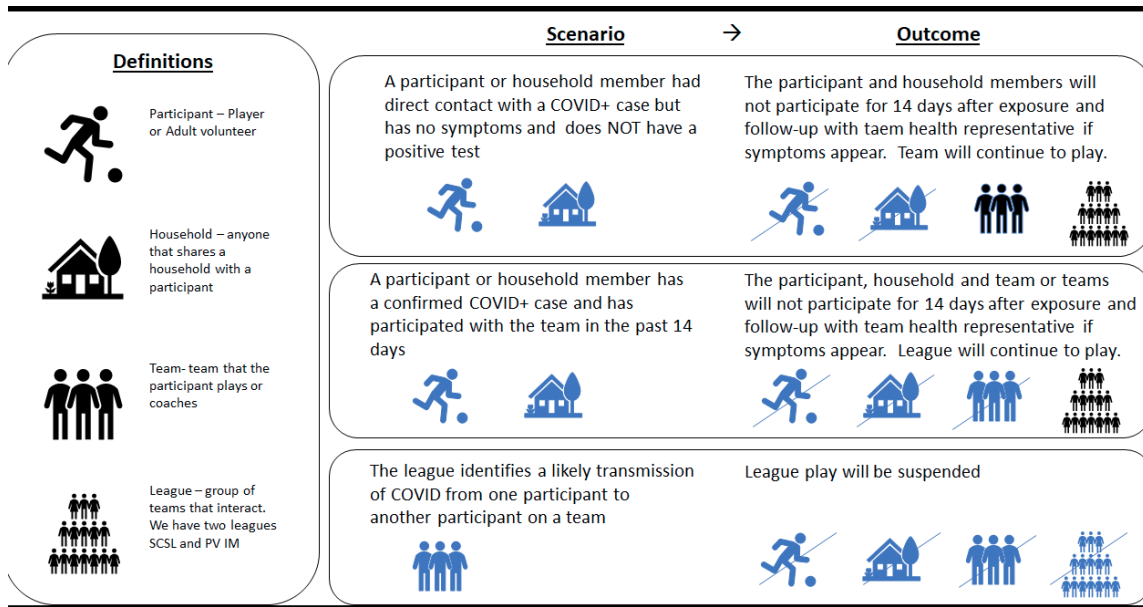 Definitions
Participant – Player
or Adult volunteer
Household – anyone
that shares a
household with a
participant
Team- team that the
participant plays or
coaches
League – group of
teams that interact.
We have two leagues
SCSL and PV IM
Scenario → Outcome
A participant or household member had
direct contact with a COVID+ case but
has no symptoms and does NOT have a
positive test
The participant and household members will
not participate for 14 days after exposure and
follow-up with taem health representative if
symptoms appear. Team will continue to play.
A participant or household member has
a confirmed COVID+ case and has
participated with the team in the past 14
days
The participant, household and team or teams
will not participate for 14 days after exposure and
follow-up with team health representative if
symptoms appear. League will continue to play.
The league identifies a likely transmission
of COVID from one participant to
another participant on a team
League play will be suspended